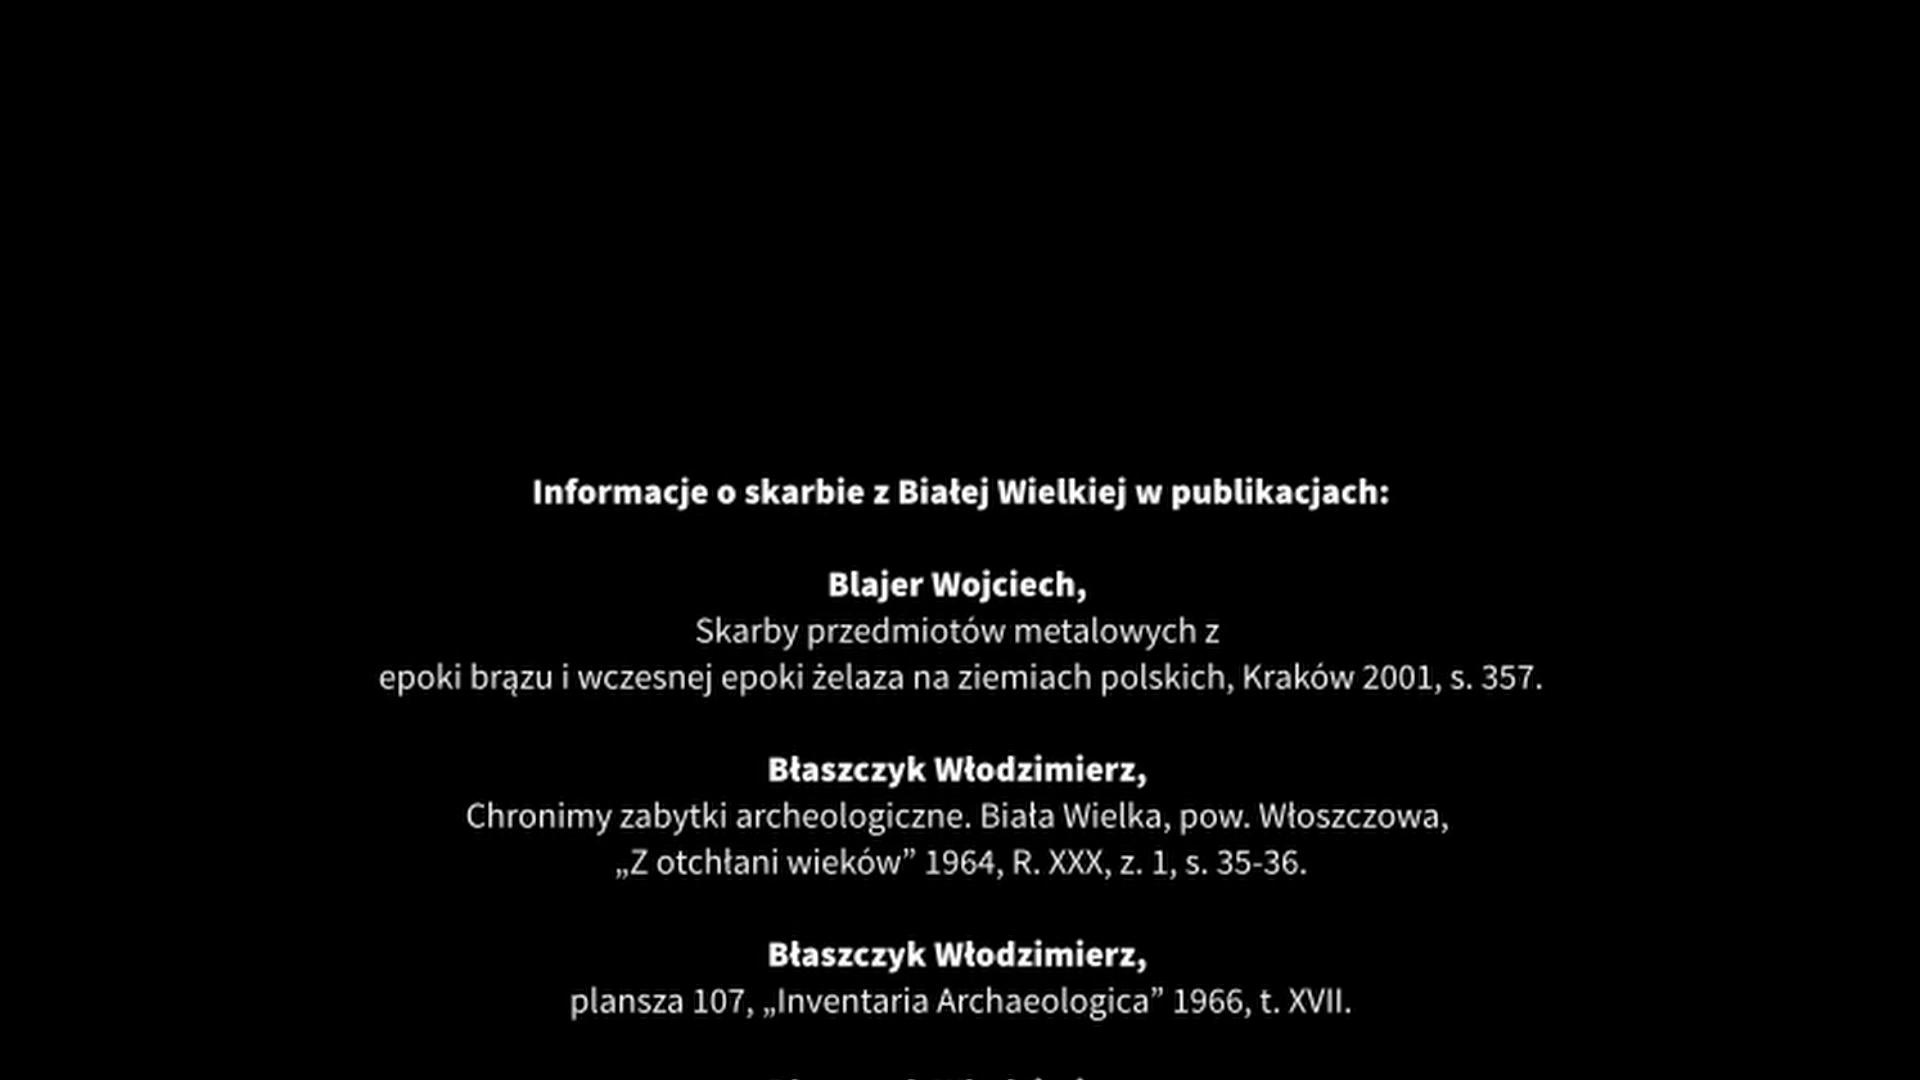 Informacje o skarbie z Białej Wielkiej w publikacjach:
Blajer Wojciech,
Skarby przedmiotów metalowych z
epoki brązu i wczesnej epoki żelaza na ziemiach polskich, Kraków 2001, s. 357.
Błaszczyk Włodzimierz,
Chronimy zabytki archeologiczne. Biała Wielka, pow. Włoszczowa,
„Z otchłani wieków” 1964, R. XXX, z. 1, s. 35-36.
Błaszczyk Włodzimierz,
plansza 107, „Inventaria Archaeologica” 1966, t. XVII.